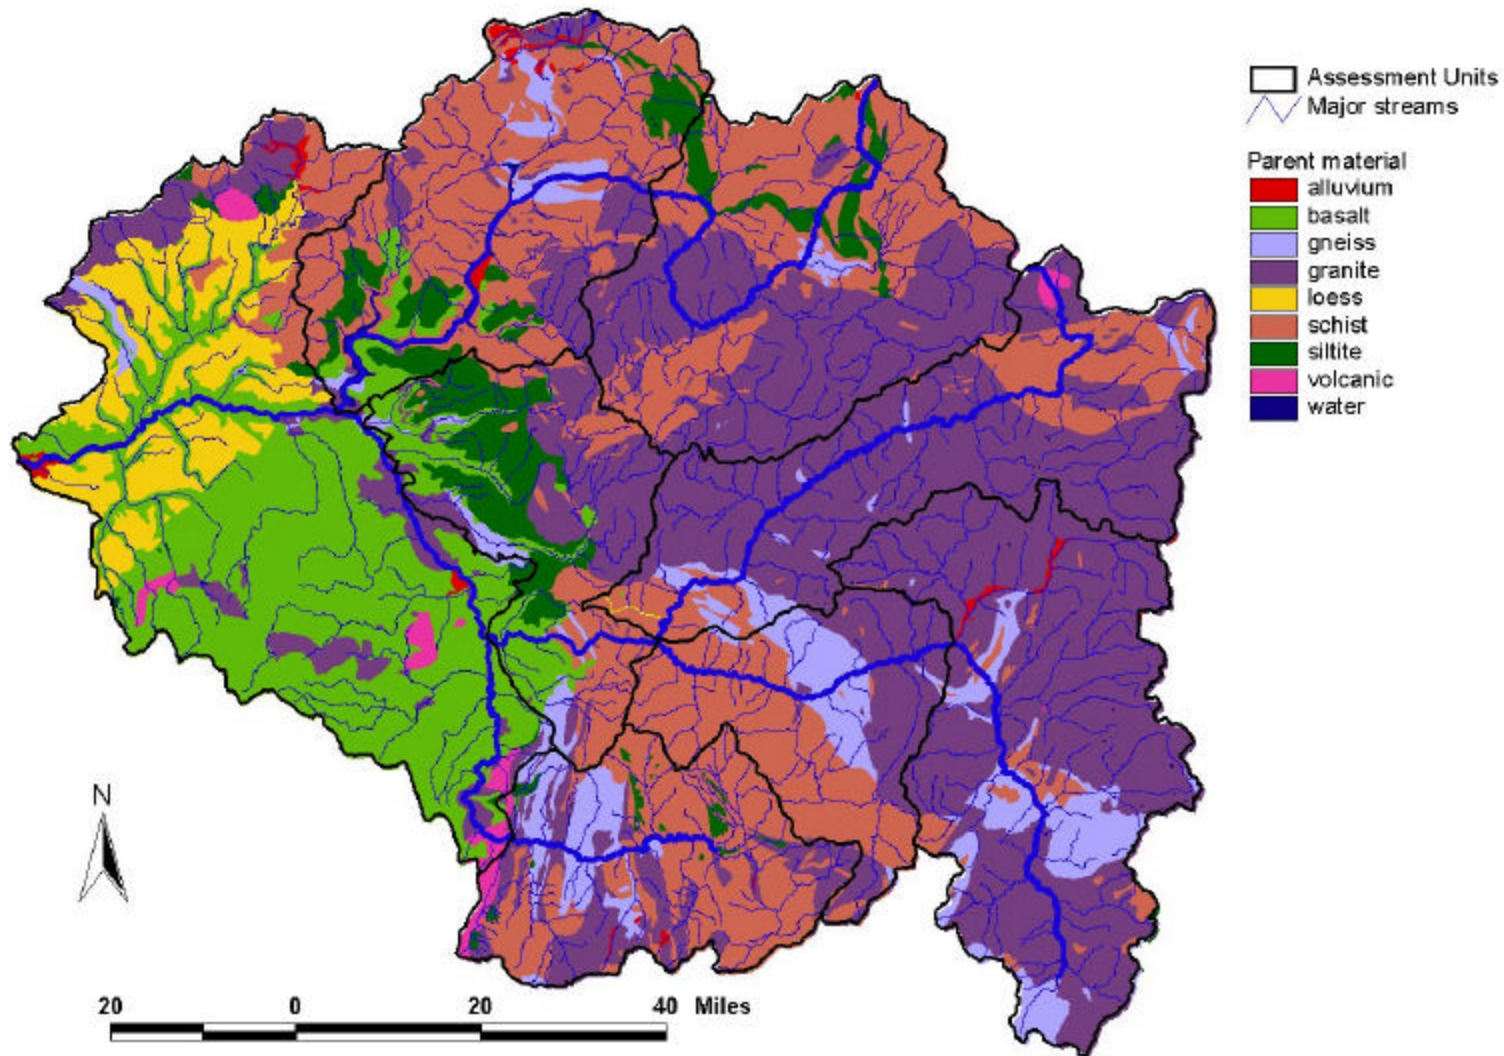 Assessment Units
Major streams
Parent material
alluvium
basalt
gneiss
granite
loess
schist
siltite
volcanic
water
N
20 0 20 40 Miles